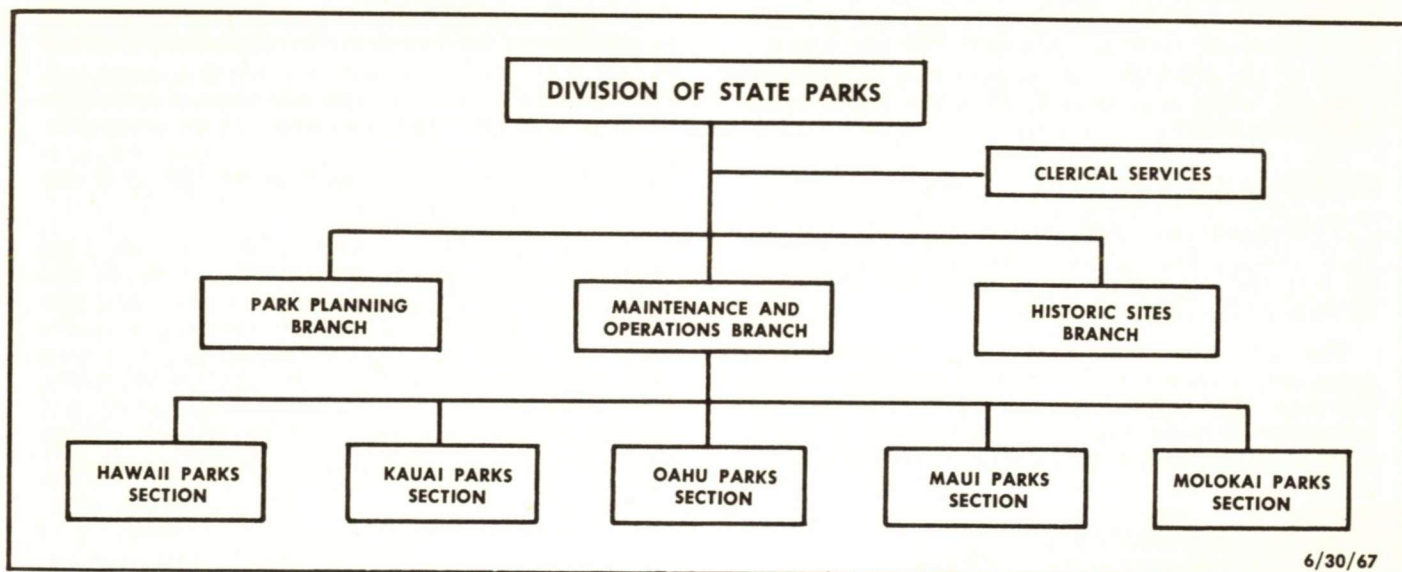 DIVISION OF STATE PARKS
CLERICAL SERVICES
PARK PLANNING
BRANCH
MAINTENANCE AND
OPERATIONS BRANCH
HISTORIC SITES
BRANCH
HAWAII PARKS
SECTION
KAUAI PARKS
SECTION
OAHU PARKS
SECTION
MAUI PARKS
SECTION
MOLOKAI PARKS
SECTION
6/30/67